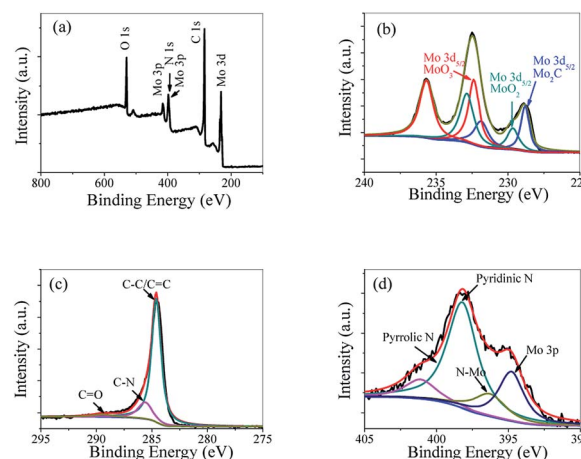 (a)
O 1s
Mo 3p
N 1s
Mo 3p
C 1s
Mo 3d
Intensity (a.u.)
800 600 400 200
Binding Energy (eV)
(b)
Mo 3d5/2
MoO3
Mo 3d5/2
MoO2
Mo 3d5/2
Mo2C
Intensity (a.u.)
240 235 230 22
Binding Energy (eV)
(c)
C-C/C=C
C-N
C=O
Intensity (a.u.)
295 290 285 280 275
Binding Energy (eV)
(d)
Pyridinic N
Pyrrolic N
N-Mo
Mo 3p
Intensity (a.u.)
405 400 395 39
Binding Energy (eV)